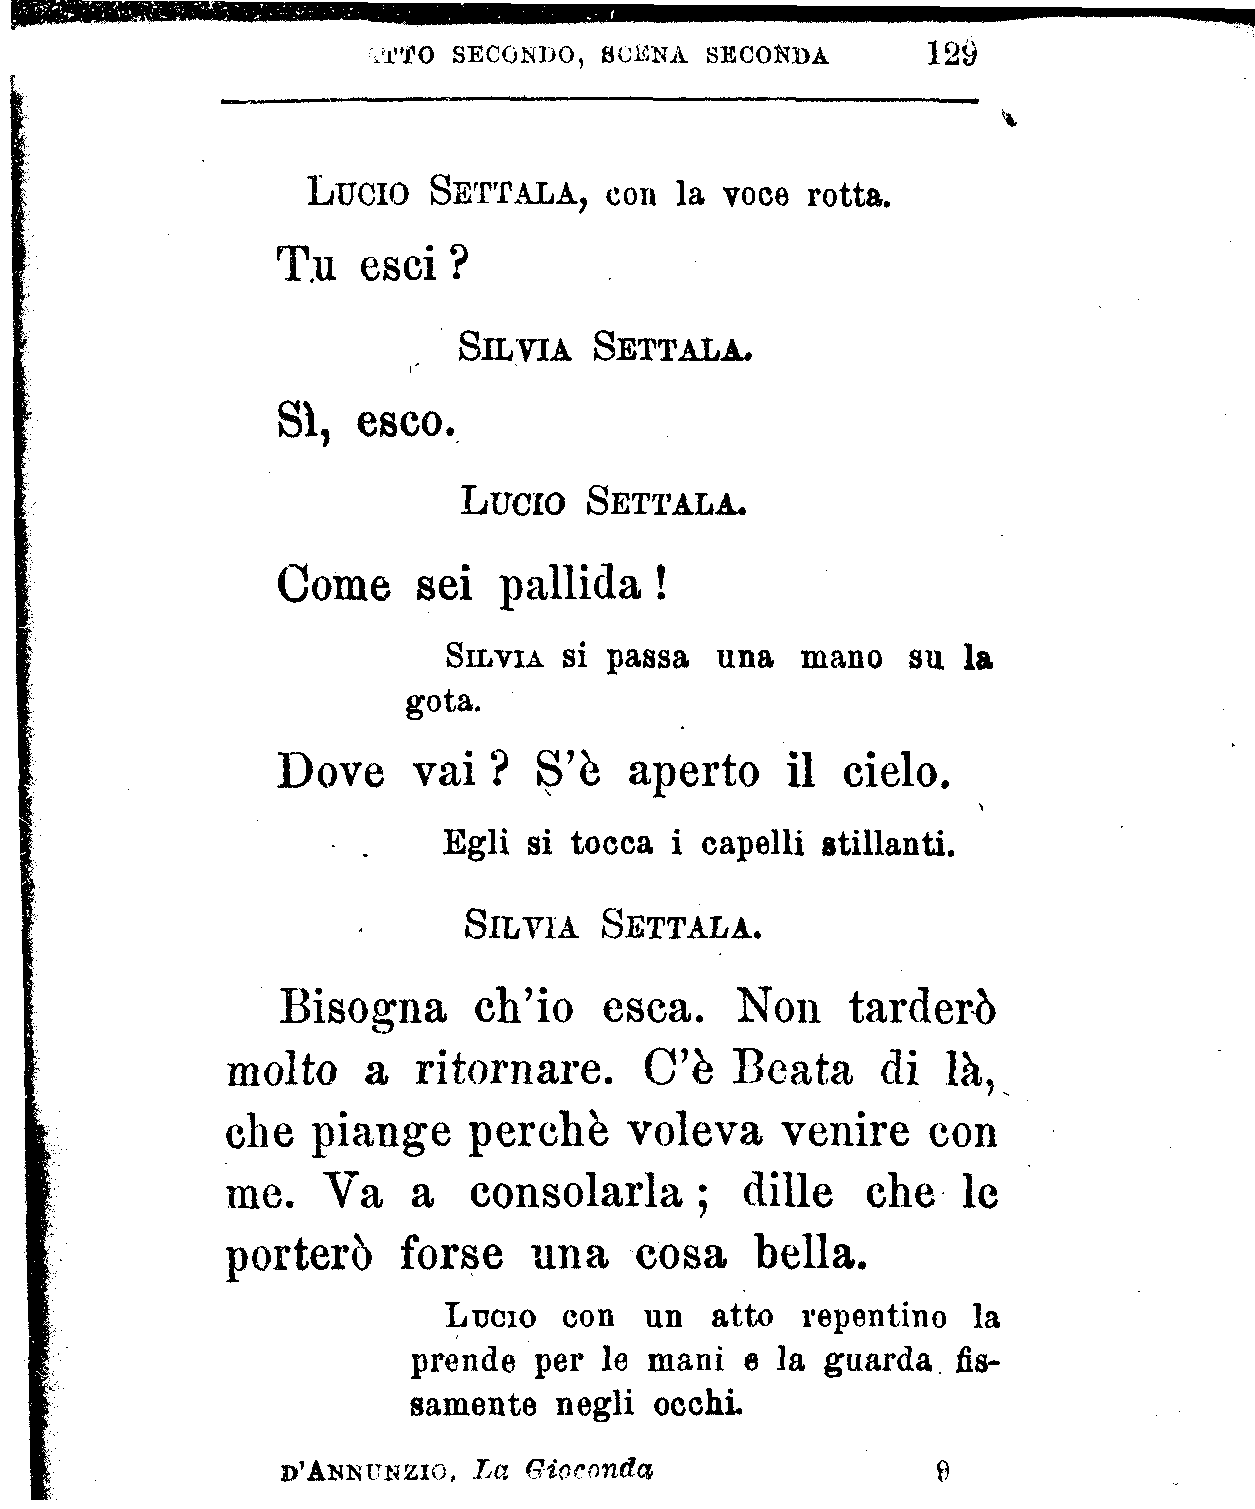 ATTO SECONDO, SCENA SECONDA 129
LUCIO SETTALA, con la voce rotta.
Tu esci ?
SILVIA SETTALA.
Sì, esco.
LUCIO SETTALA.
Come sei pallida !
SILVIA si passa una mano su la
gota.
Dove vai ? S'è aperto il cielo.
Egli si tocca i capelli stillanti.
SILVIA SETTALA.
Bisogna ch'io esca. Non tarderò
molto a ritornare. C'è Beata di là,
che piange perchè voleva venire con
me. Va a consolarla ; dille che le
porterò forse una cosa bella.
LUCIO con un atto repentino la
prende per le mani e la guarda fis-
samente negli occhi.
D'ANNUNZIO, La Gioconda 9